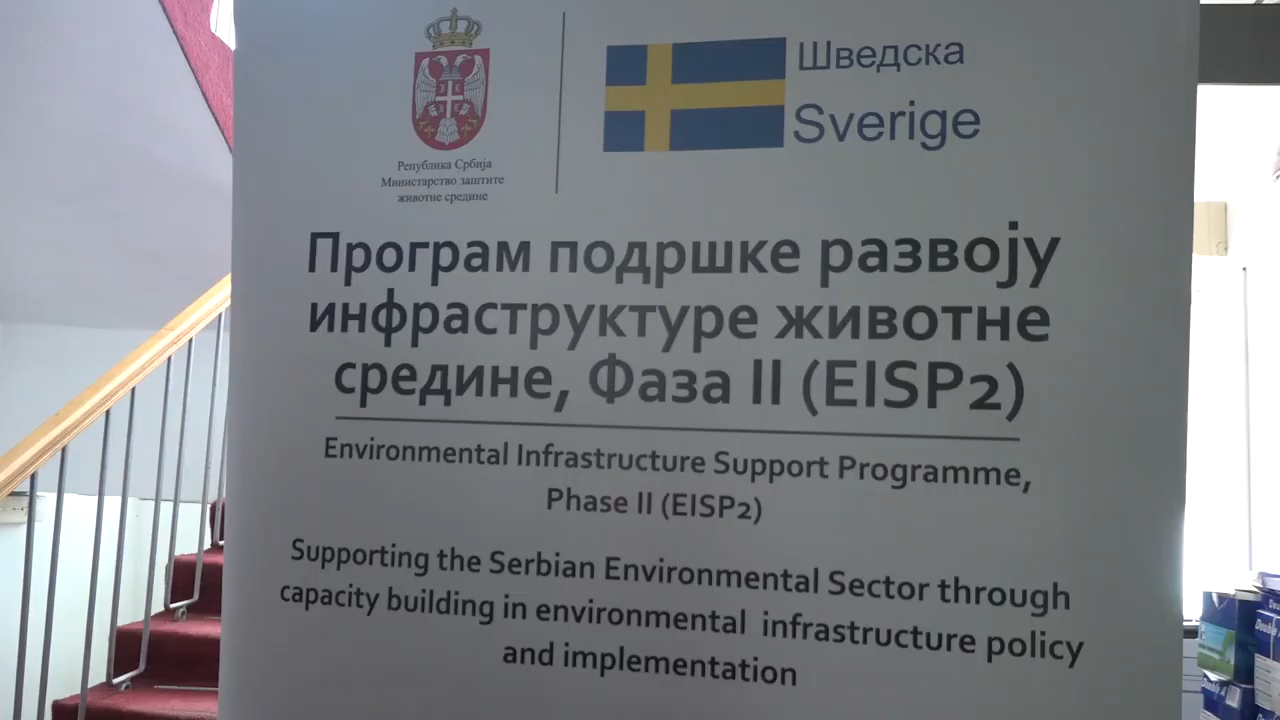 Република Србија
Министарство заштите
животне средине
Шведска
Sverige
Програм подршке развоју
инфраструктуре животне
средине, Фаза II (EISP2)
Environmental Infrastructure Support Programme,
Phase II (EISP2)
Supporting the Serbian Environmental Sector through
capacity building in environmental infrastructure policy
and implementation